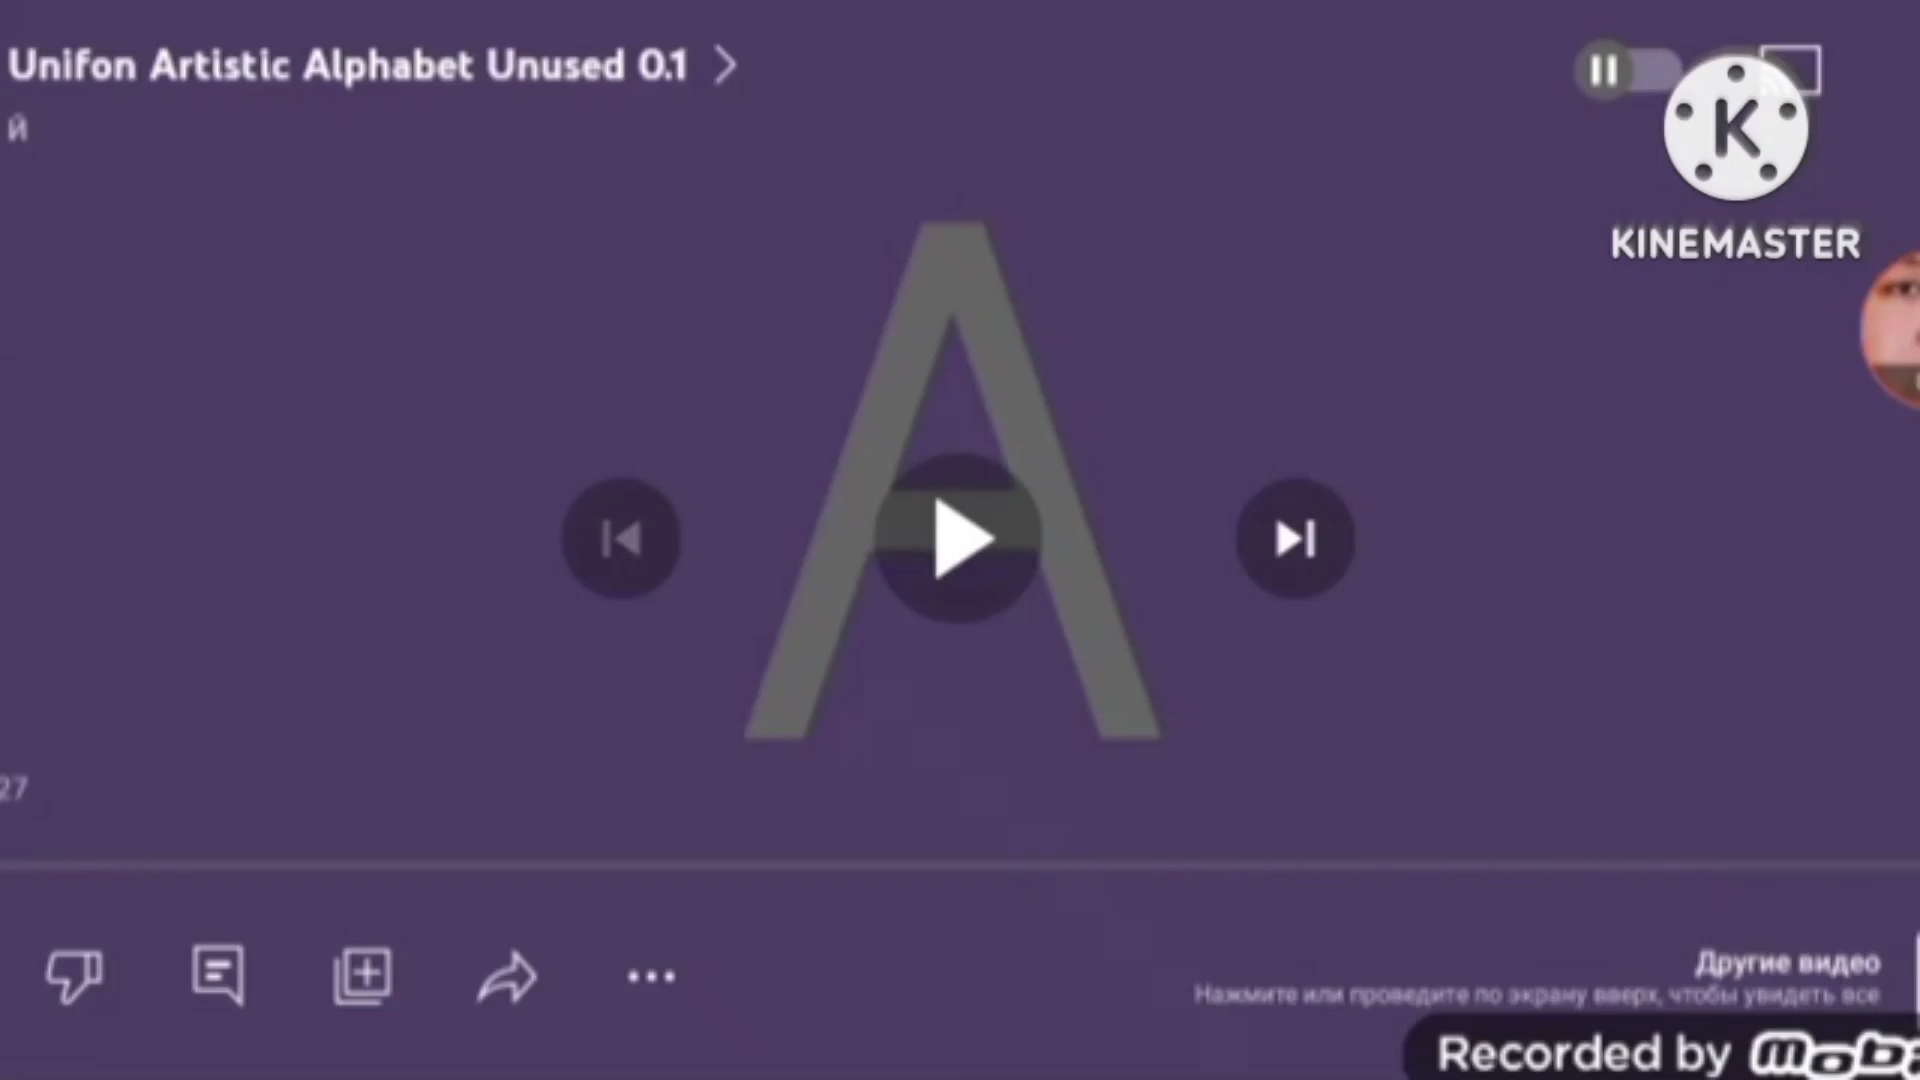 Unifon Artistic Alphabet Unused 0.1
й
K
KINEMASTER
A
27
Другие видео
Нажмите или проведите по экрану вверх, чтобы увидеть все
Recorded by